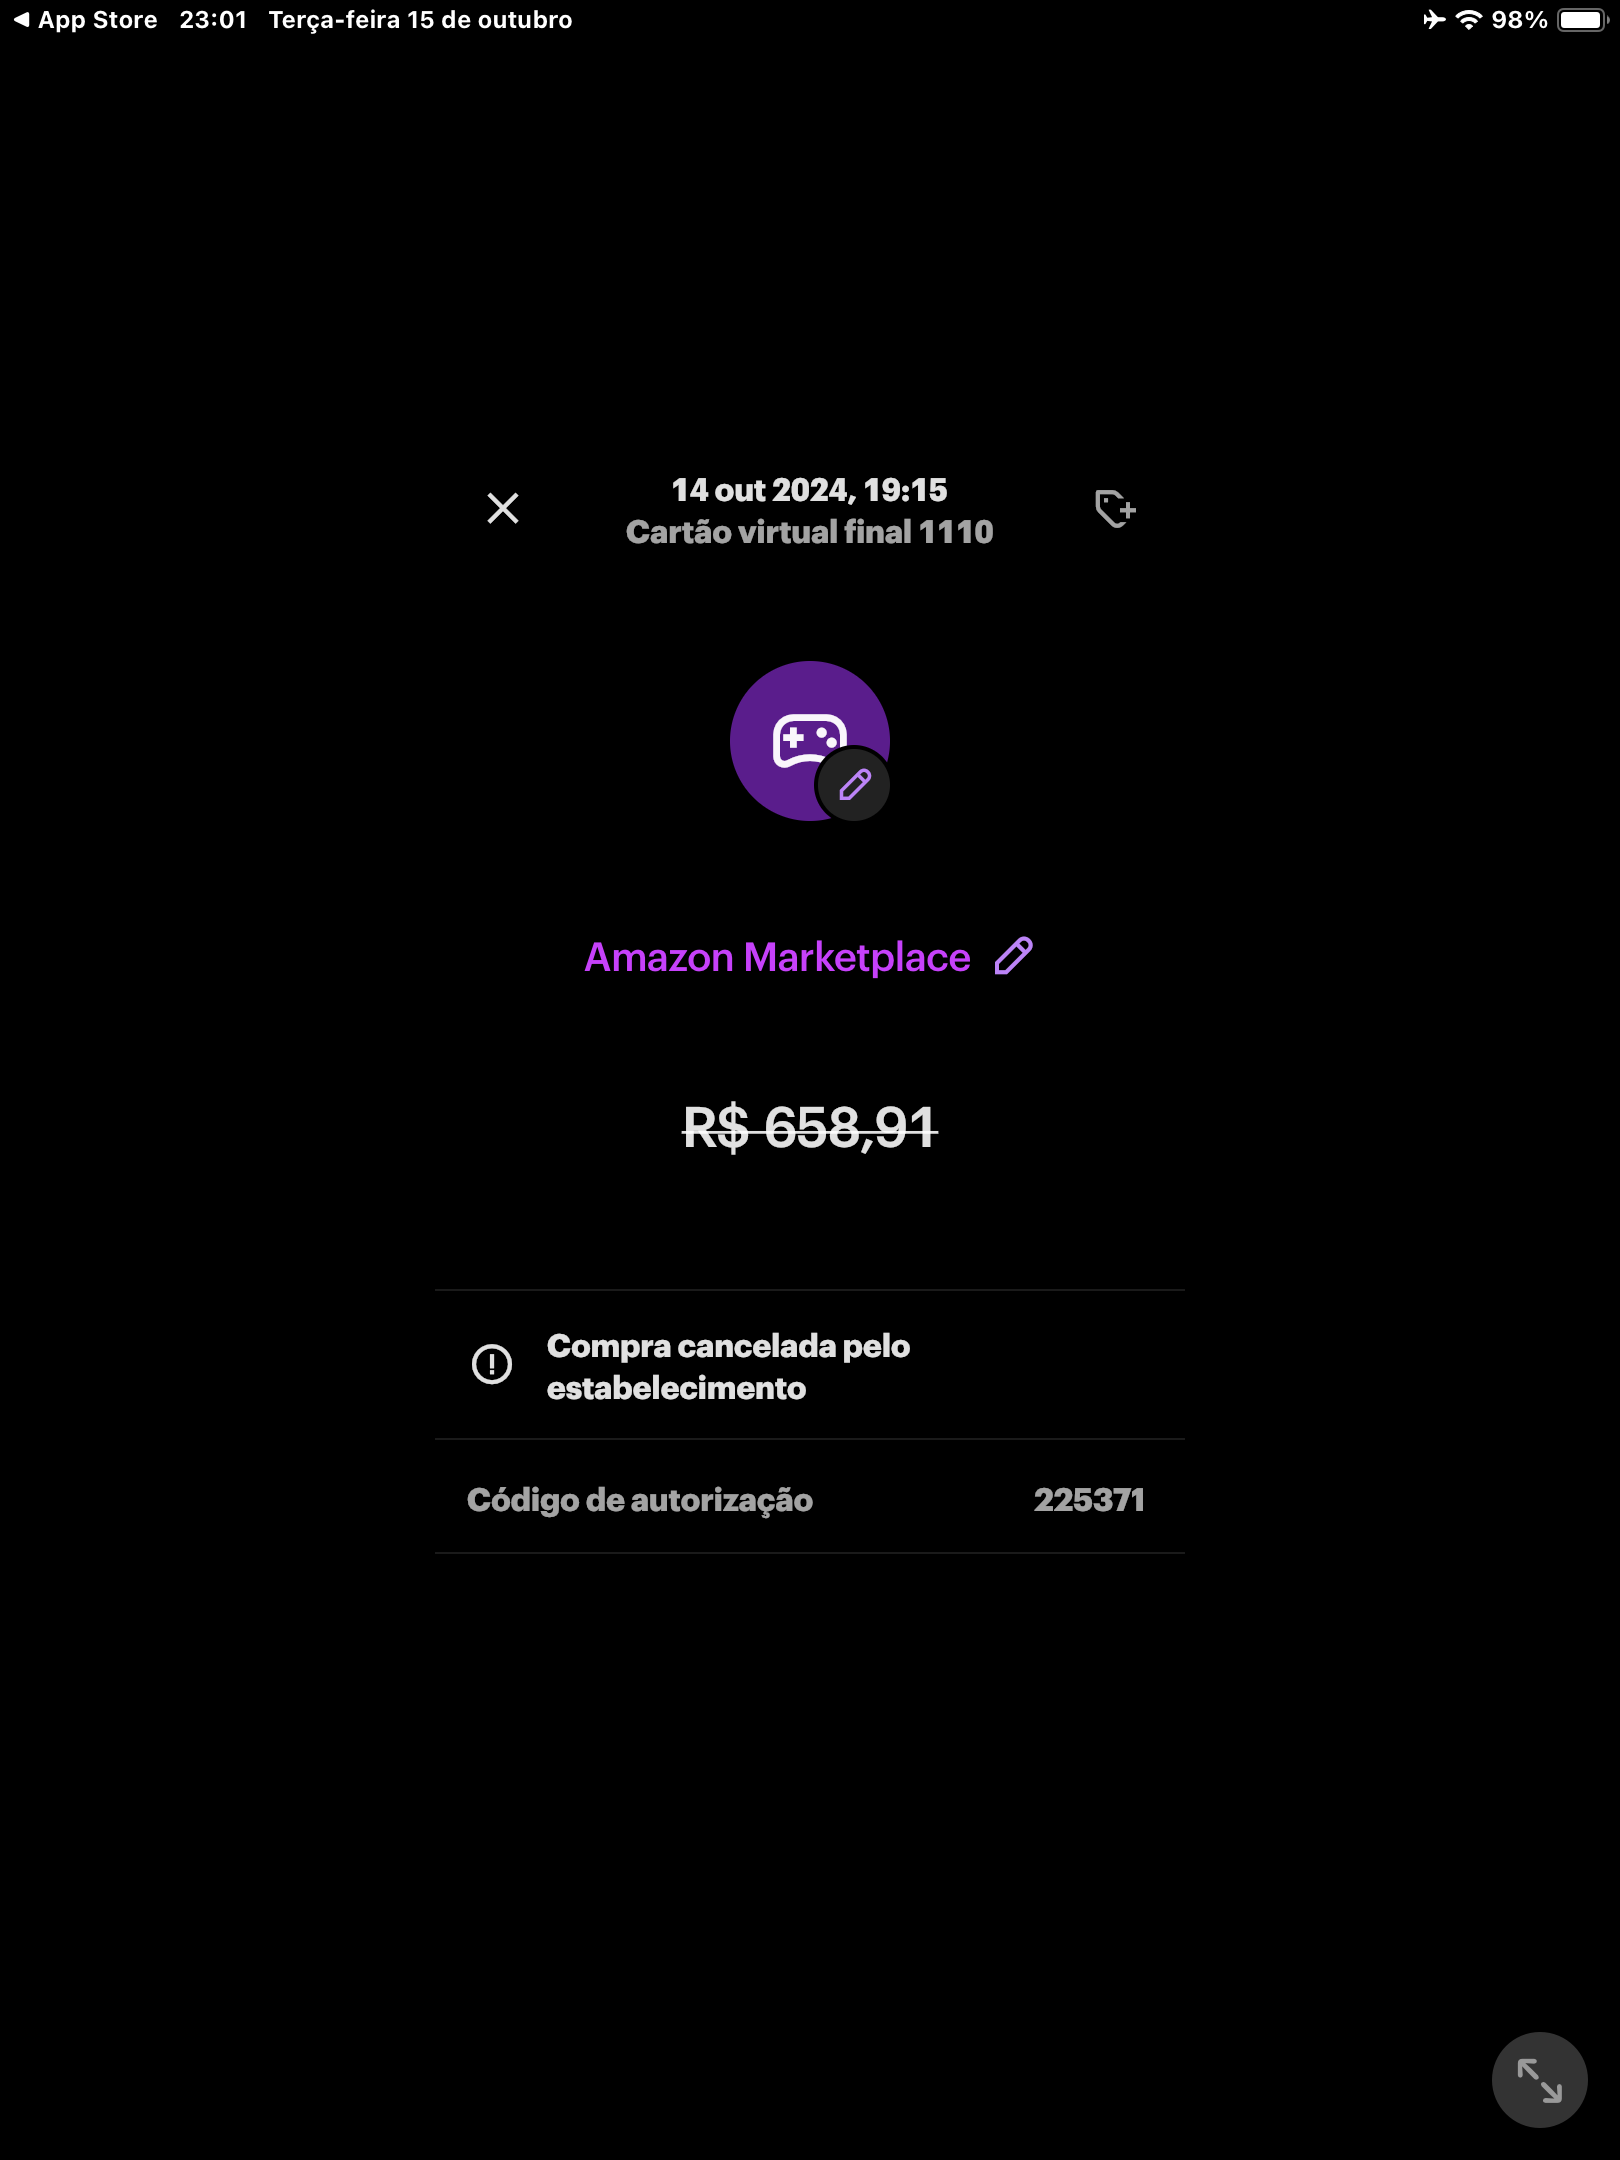 App Store 23:01 Terça-feira 15 de outubro 98%
14 out 2024, 19:15
Cartão virtual final 1110
Amazon Marketplace
R$ 658,91
Compra cancelada pelo
estabelecimento
Código de autorização 225371